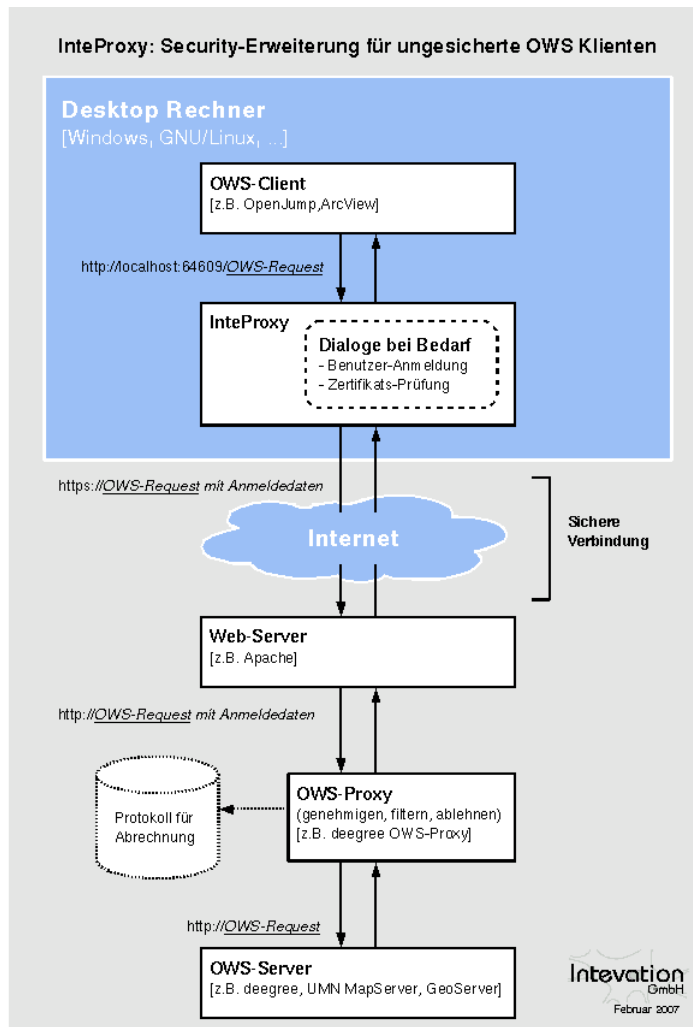 InteProxy: Security-Erweiterung für ungesicherte OWS Klienten
Desktop Rechner
[Windows, GNU/Linux, ...]
OWS-Client
[z.B. OpenJump,ArcView]
http://localhost:64609/OWS-Request
InteProxy
Dialoge bei Bedarf
- Benutzer-Anmeldung
- Zertifikats-Prüfung
https://OWS-Request mit Anmeldedaten
Internet
Sichere
Verbindung
Web-Server
[z.B. Apache]
http://OWS-Request mit Anmeldedaten
OWS-Proxy
(genehmigen, filtern, ablehnen)
[z.B. deegree OWS-Proxy]
Protokoll für
Abrechnung
http://OWS-Request
OWS-Server
[z.B. deegree, UMN MapServer, GeoServer]
Intevation
GmbH
Februar 2007